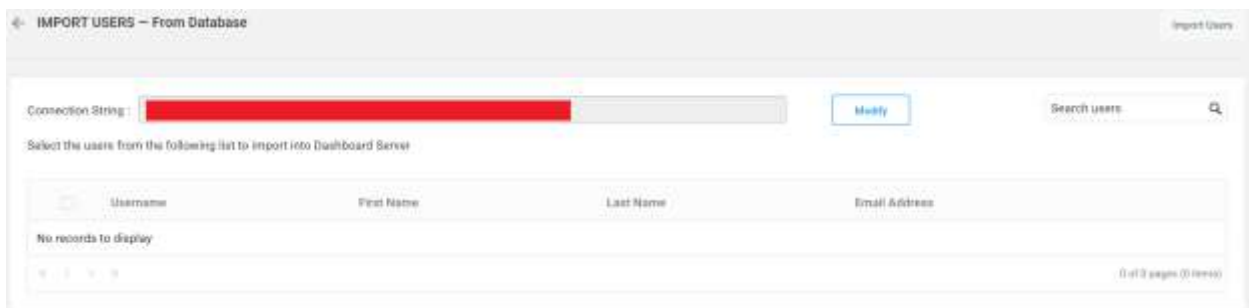 IMPORT USERS — From Database
Import Users
Connection String :
Modify
Search users
Select the users from the following list to import into Dashboard Server
Username First Name Last Name Email Address
No records to display
0 of 0 pages (0 items)